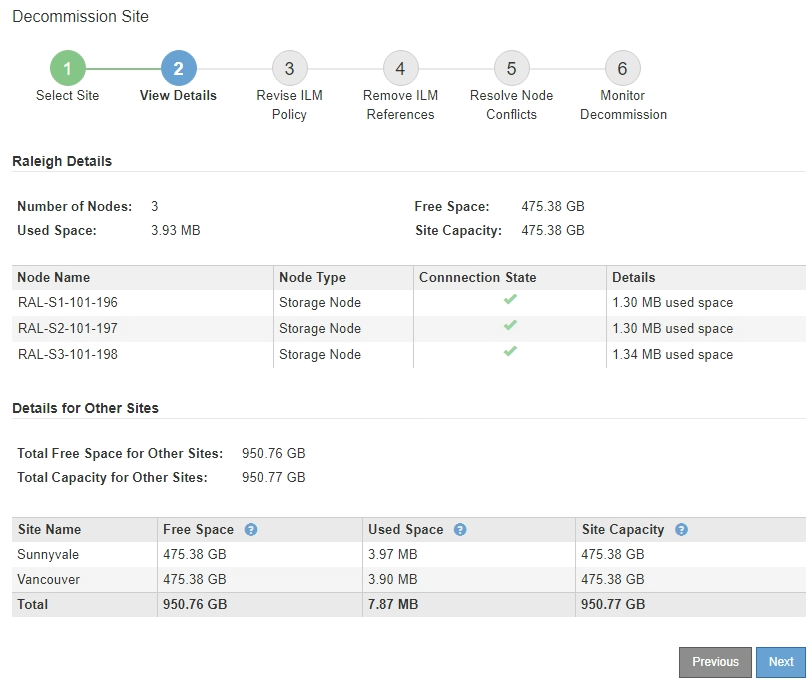 Decommission Site
1 2 3 4 5 6
Select Site View Details Revise ILM Remove ILM Resolve Node Monitor
Policy References Conflicts Decommission
Raleigh Details
Number of Nodes: 3 Free Space: 475.38 GB
Used Space: 3.93 MB Site Capacity: 475.38 GB
Node Name Node Type Connnection State Details
RAL-S1-101-196 Storage Node 1.30 MB used space
RAL-S2-101-197 Storage Node 1.30 MB used space
RAL-S3-101-198 Storage Node 1.34 MB used space
Details for Other Sites
Total Free Space for Other Sites: 950.76 GB
Total Capacity for Other Sites: 950.77 GB
Site Name Free Space ? Used Space ? Site Capacity ?
Sunnyvale 475.38 GB 3.97 MB 475.38 GB
Vancouver 475.38 GB 3.90 MB 475.38 GB
Total 950.76 GB 7.87 MB 950.77 GB
Previous Next